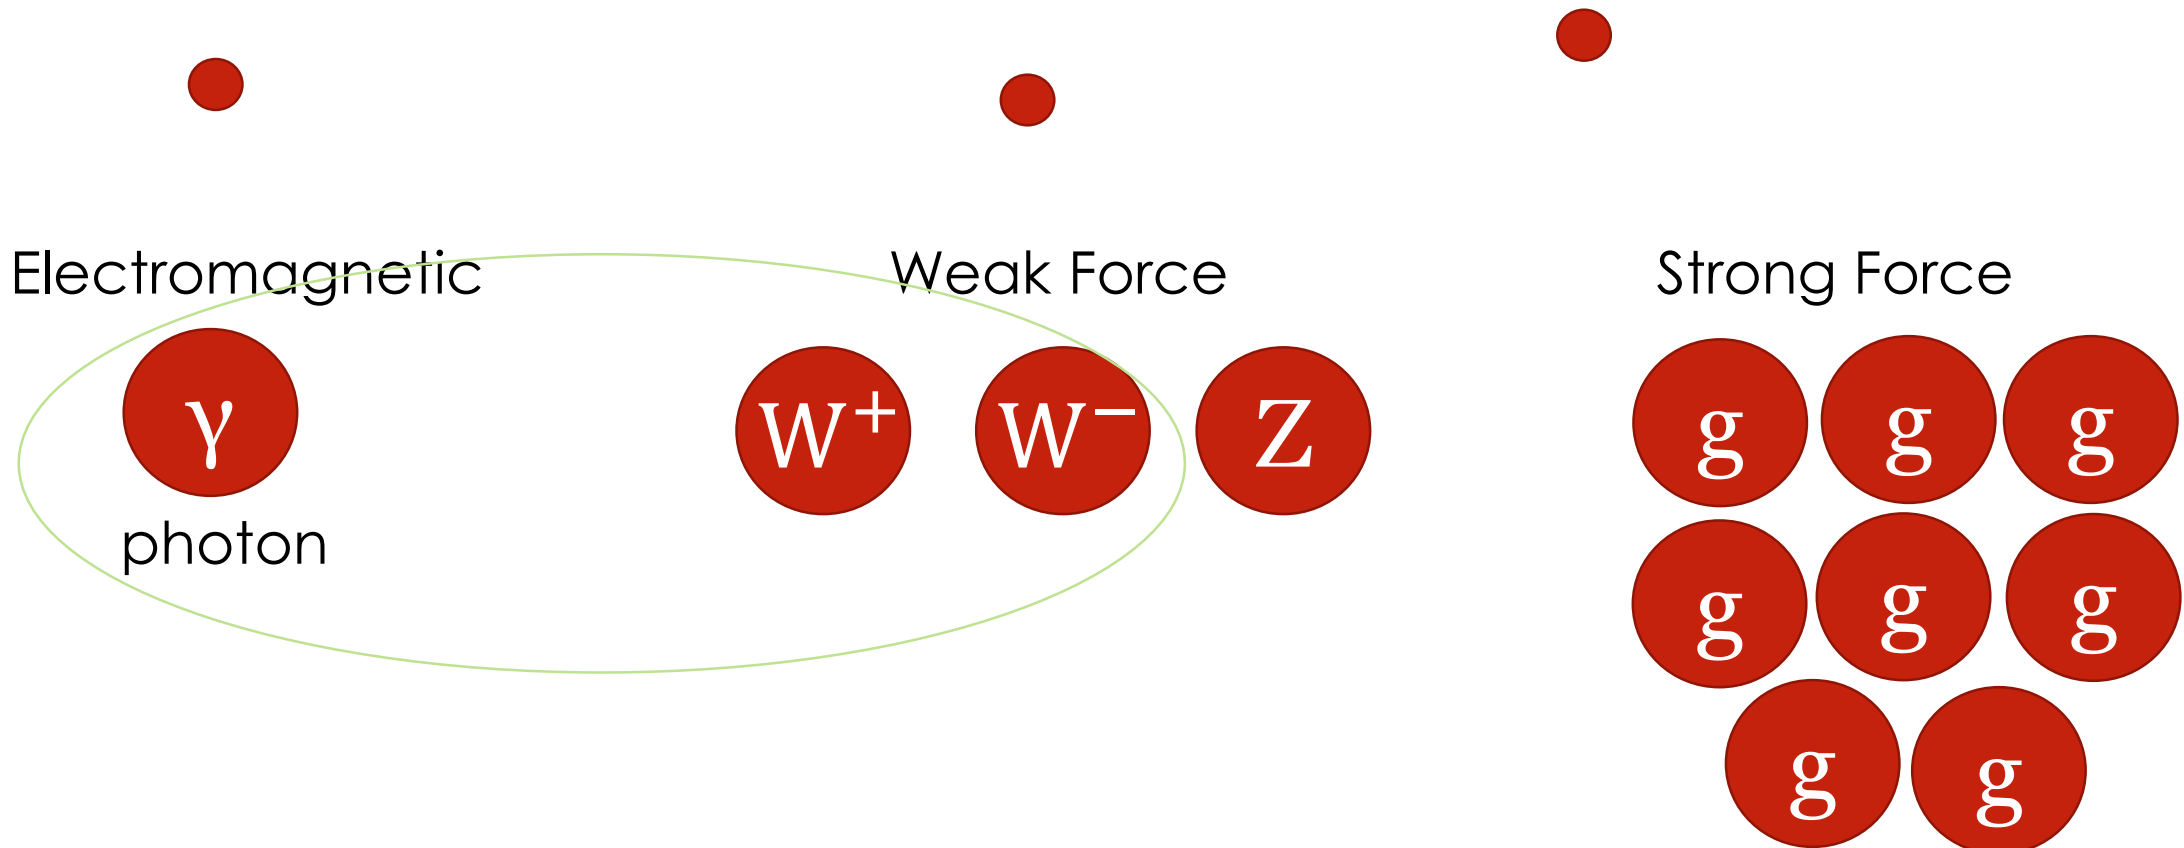 Electromagnetic
Weak Force
Strong Force
γ
W⁺
W⁻
Z
g
g
g
photon
g
g
g
g
g